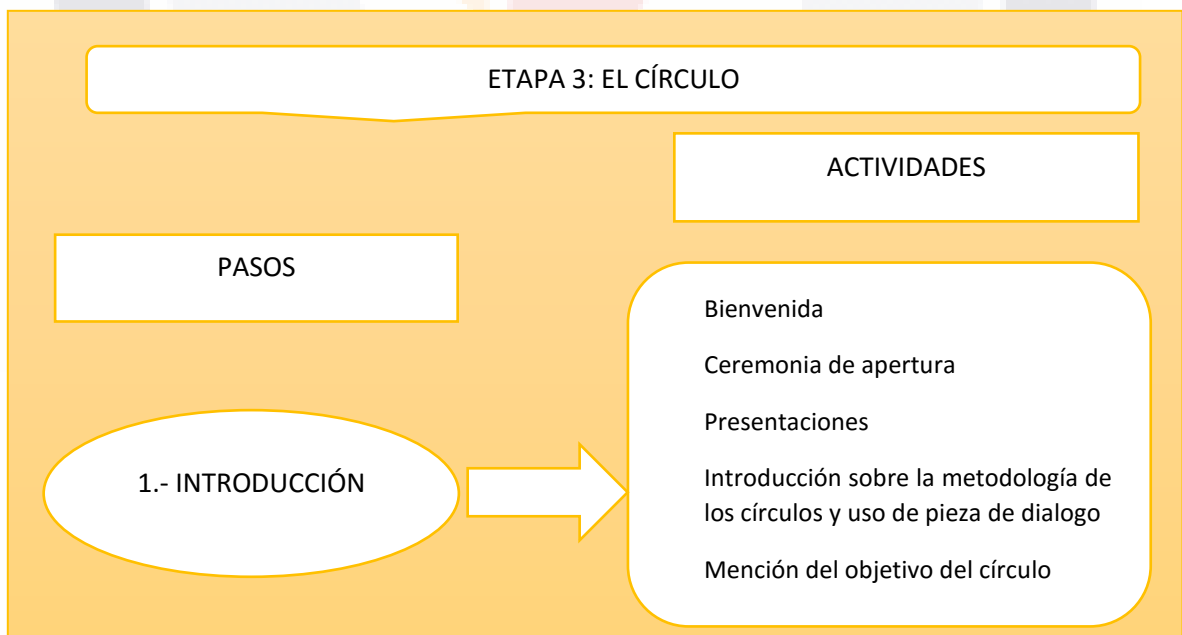 ETAPA 3: EL CÍRCULO
ACTIVIDADES
PASOS
1.- INTRODUCCIÓN
Bienvenida
Ceremonia de apertura
Presentaciones
Introducción sobre la metodología de
los círculos y uso de pieza de dialogo
Mención del objetivo del círculo